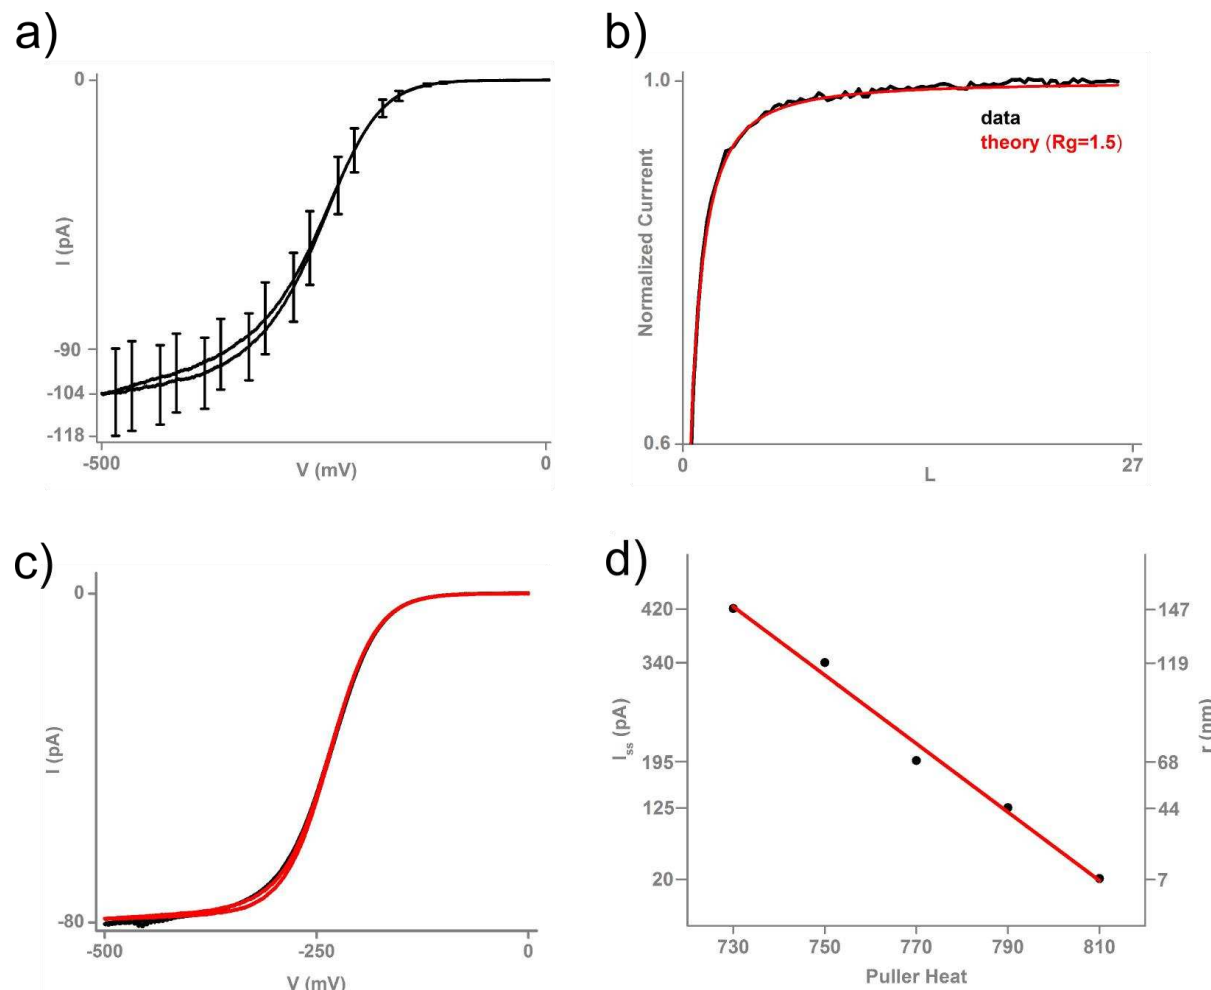 a)
0
I (pA)
-90
-104
-118
-500
V (mV)
0
b)
1.0
data
theory (Rg=1.5)
Normalized Currrent
0.6
0
L
27
c)
0
I (pA)
-80
-500
-250
0
V (mV)
d)
420
147
340
119
Iss (pA)
r (nm)
195
68
125
44
20
7
730
750
770
790
810
Puller Heat